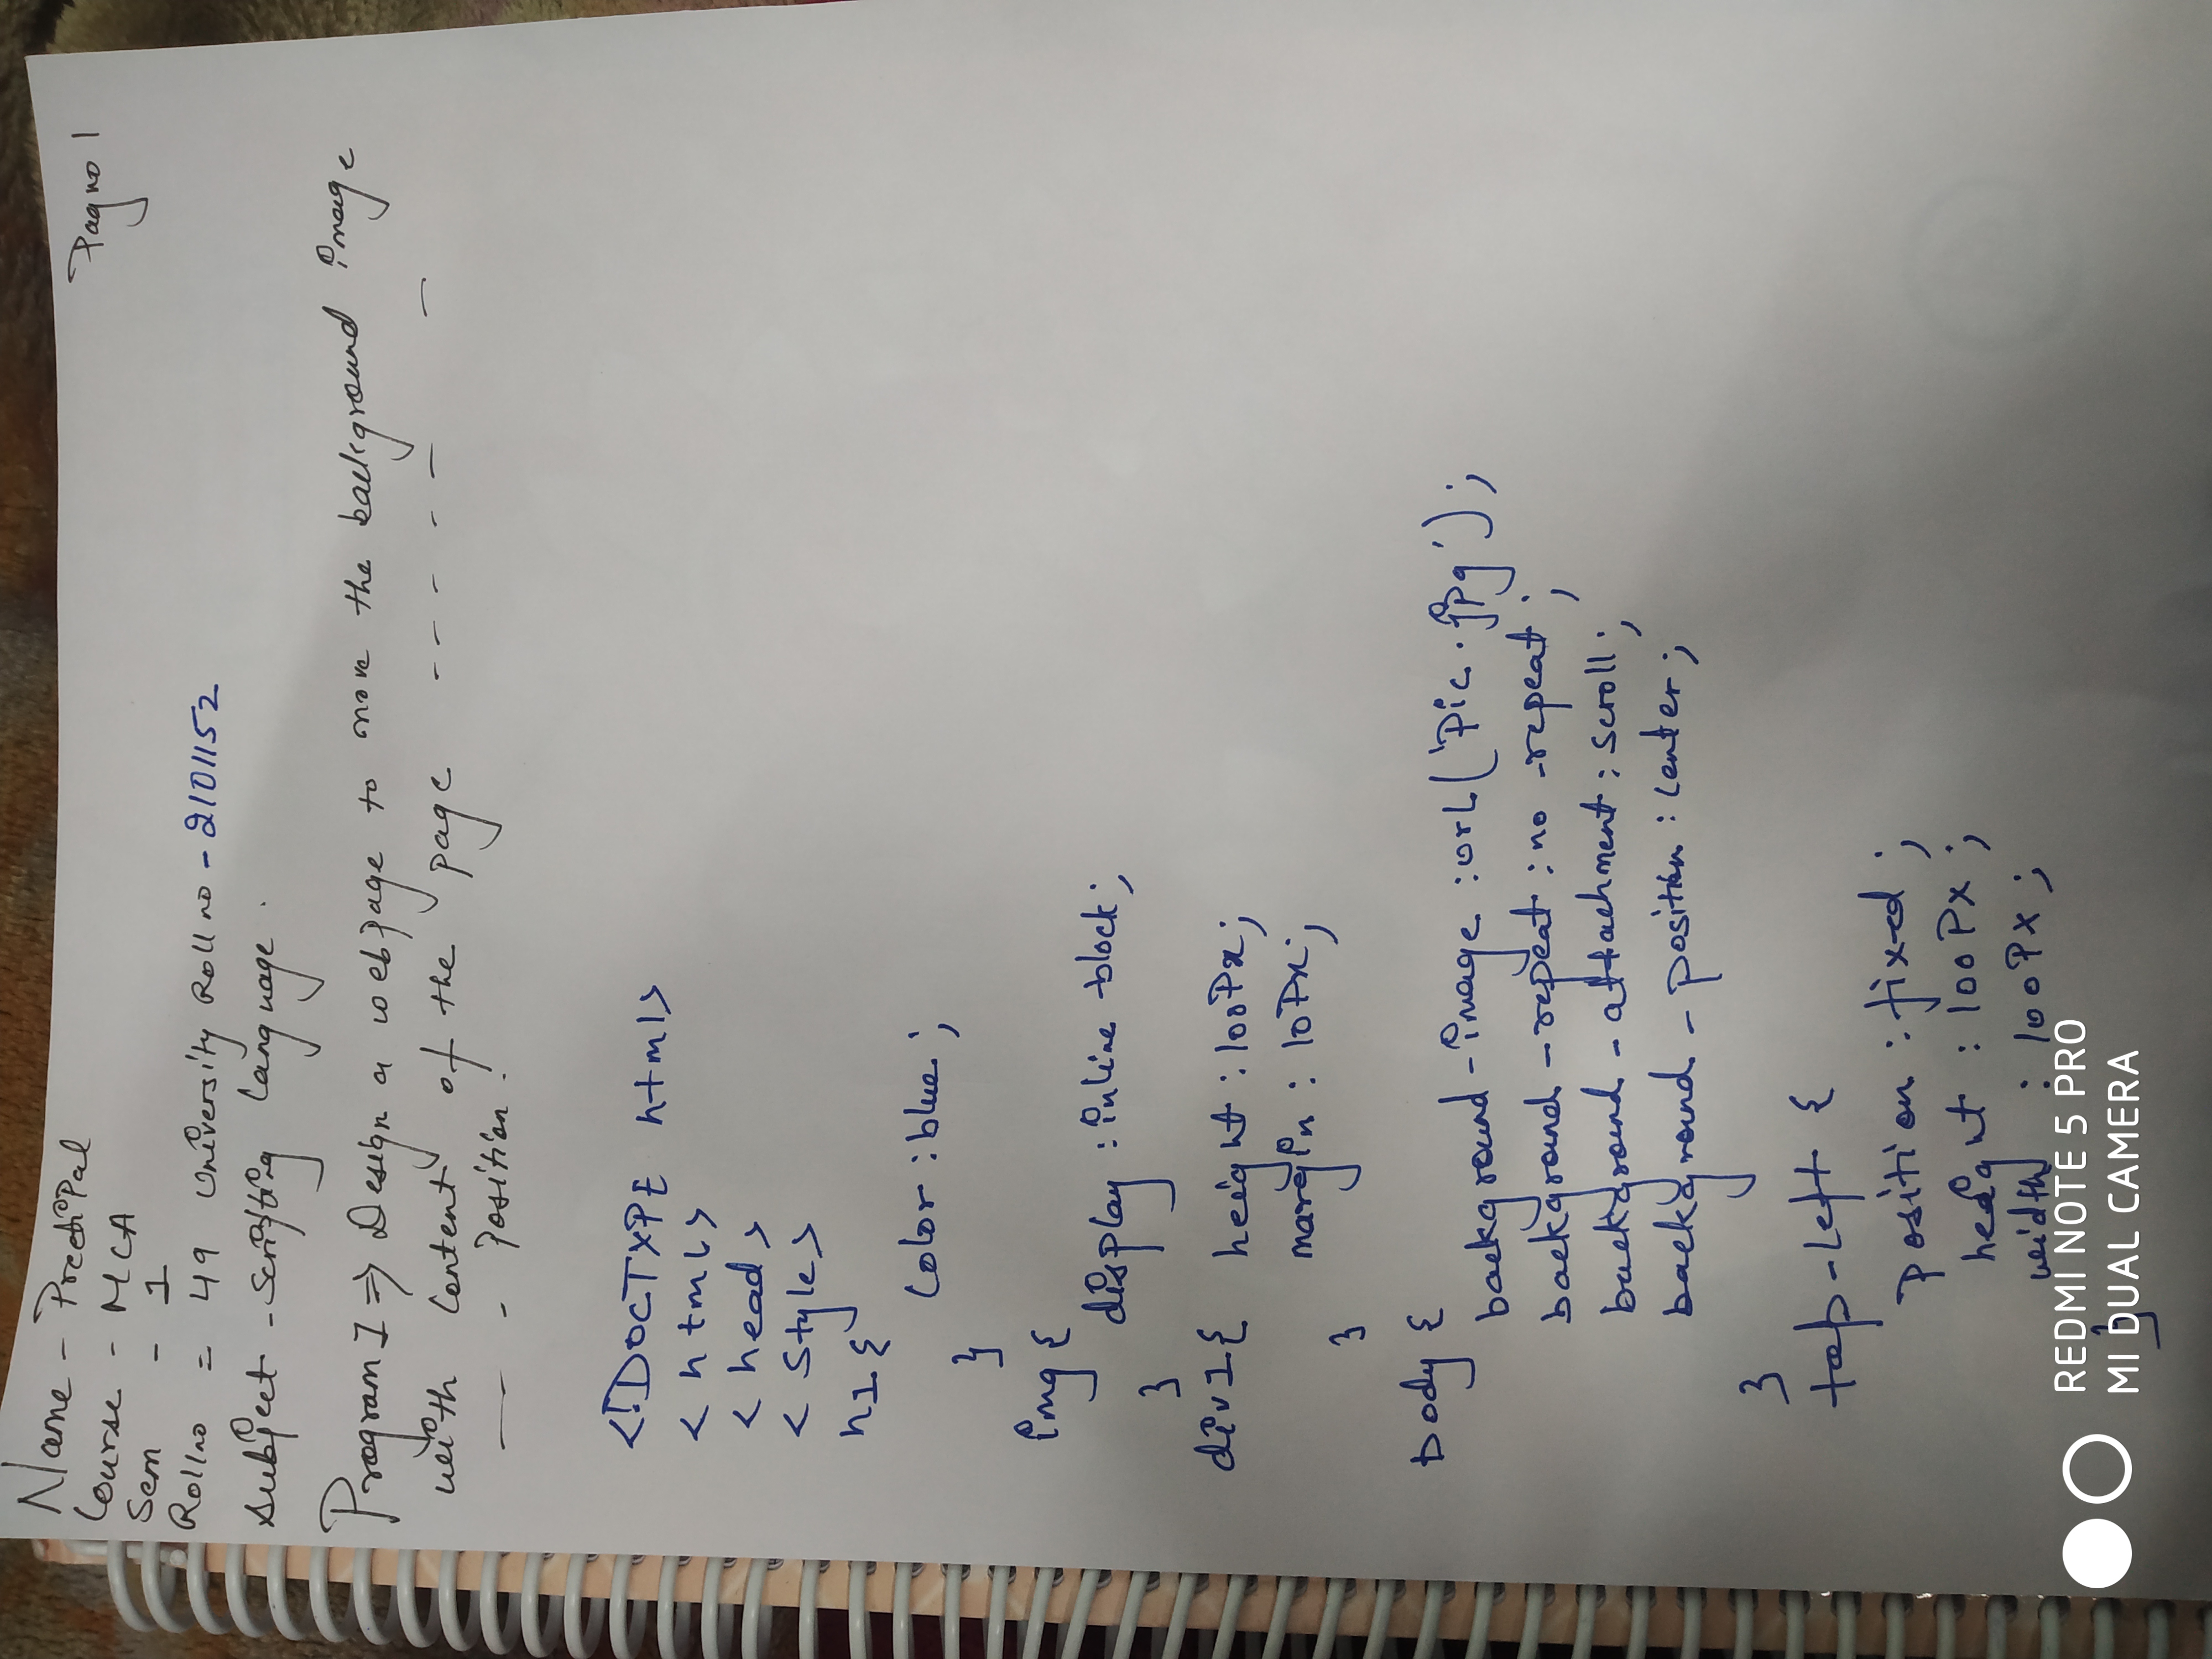 Name - Preeti Pal
Pag no 1
Course - MCA
Sem - 1
Rollno = 49 University Roll no - 2101152
Subject - Scripting Language.
Program 1 => Design a webpage to move the background image
with Content of the page - - - - - -
- - Position.
<!DOCTYPE html>
<html>
<head>
<Style>
h1{
Color : blue ;
}
img {
display : inline-block ;
}
div1{ height : 100Px ;
margin : 10Px ;
}
body {
background-image : url('Pic.jpg') ;
background-repeat : no-repeat ;
background-attachment : scroll ;
background-position : Center ;
}
top-left {
Position : fixed ;
height : 100Px ;
width : 100Px ;
}
REDMI NOTE 5 PRO
MI DUAL CAMERA